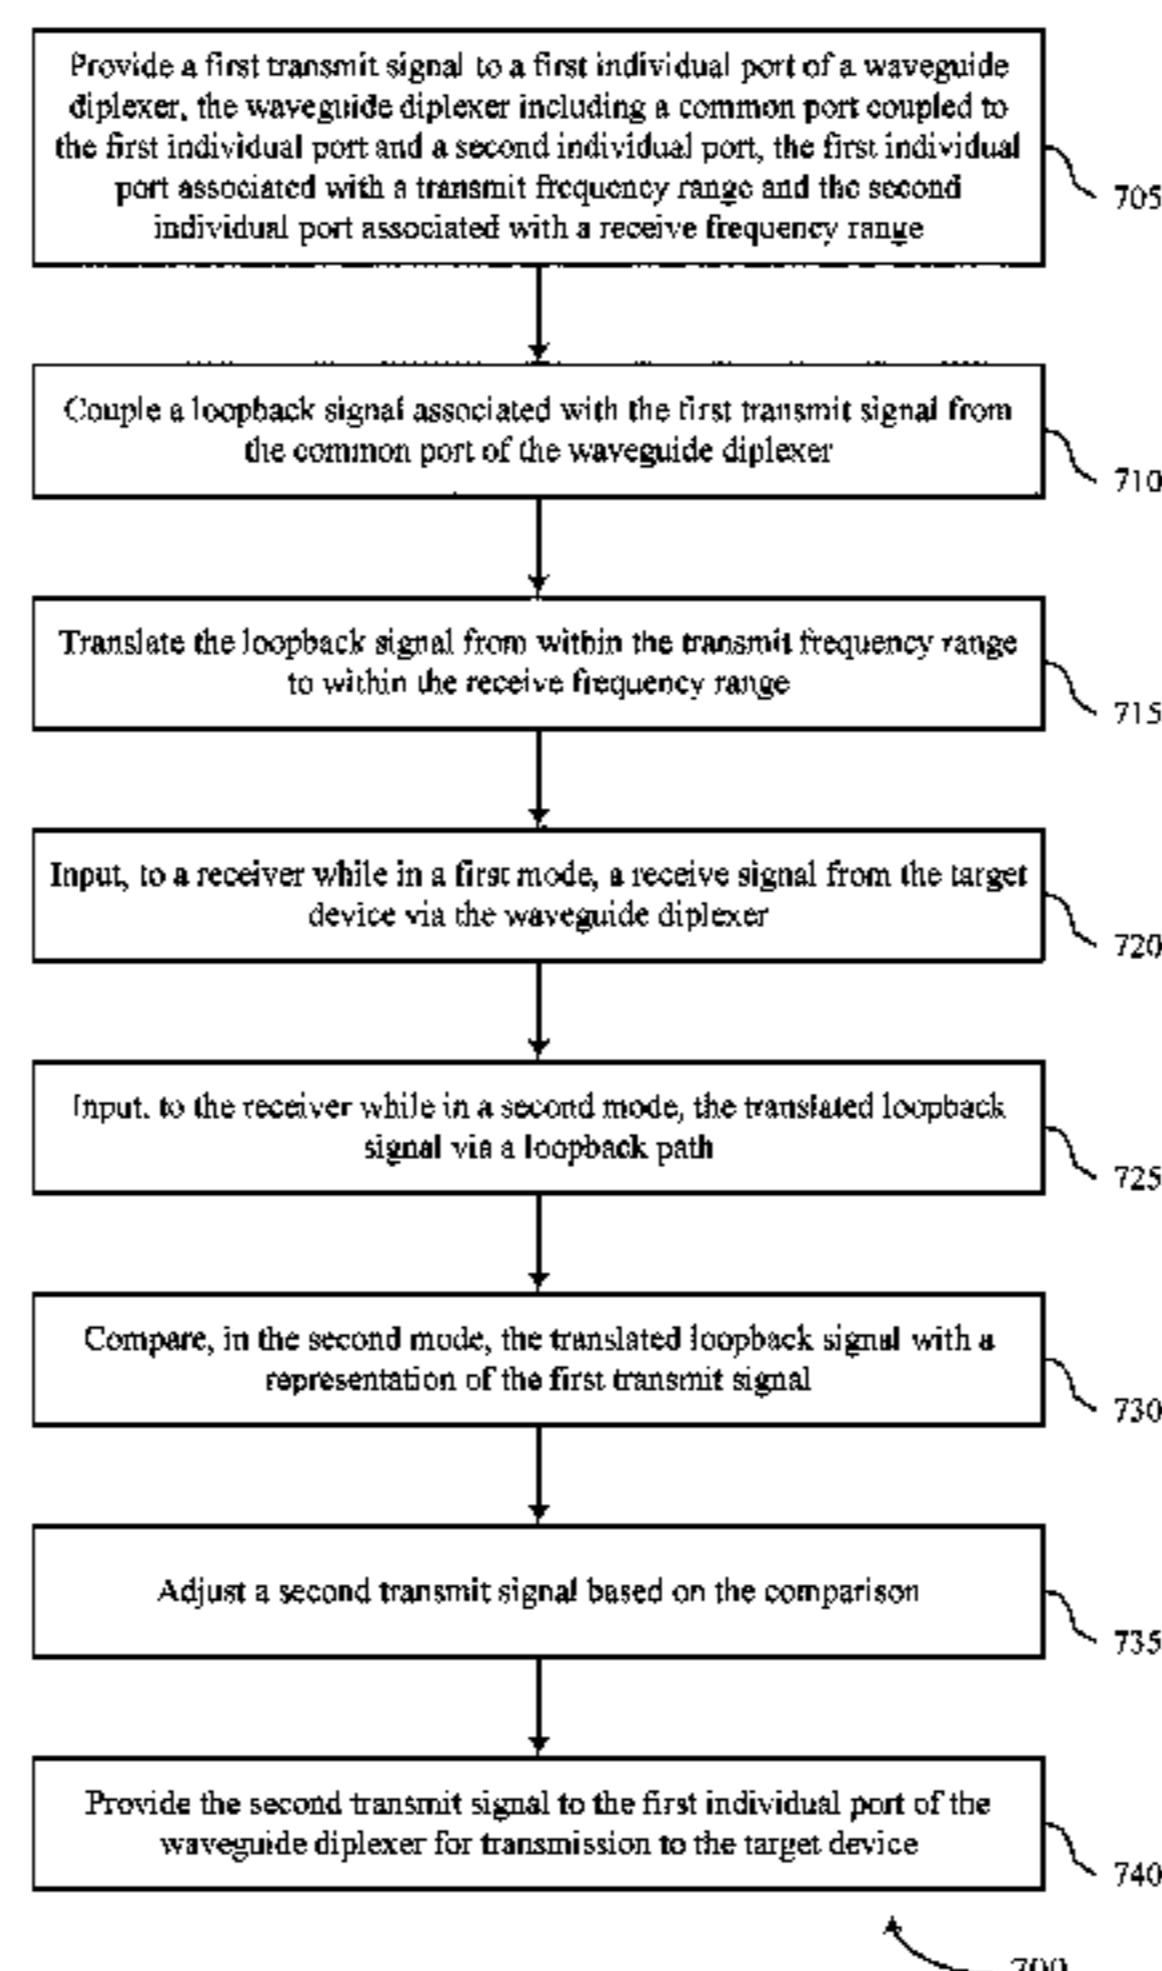 Provide a first transmit signal to a first individual port of a waveguide
diplexer, the waveguide diplexer including a common port coupled to
the first individual port and a second individual port, the first individual
port associated with a transmit frequency range and the second
individual port associated with a receive frequency range
705
Couple a loopback signal associated with the first transmit signal from
the common port of the waveguide diplexer
710
Translate the loopback signal from within the transmit frequency range
to within the receive frequency range
715
Input, to a receiver while in a first mode, a receive signal from the target
device via the waveguide diplexer
720
Input, to the receiver while in a second mode, the translated loopback
signal via a loopback path
725
Compare, in the second mode, the translated loopback signal with a
representation of the first transmit signal
730
Adjust a second transmit signal based on the comparison
735
Provide the second transmit signal to the first individual port of the
waveguide diplexer for transmission to the target device
740
700